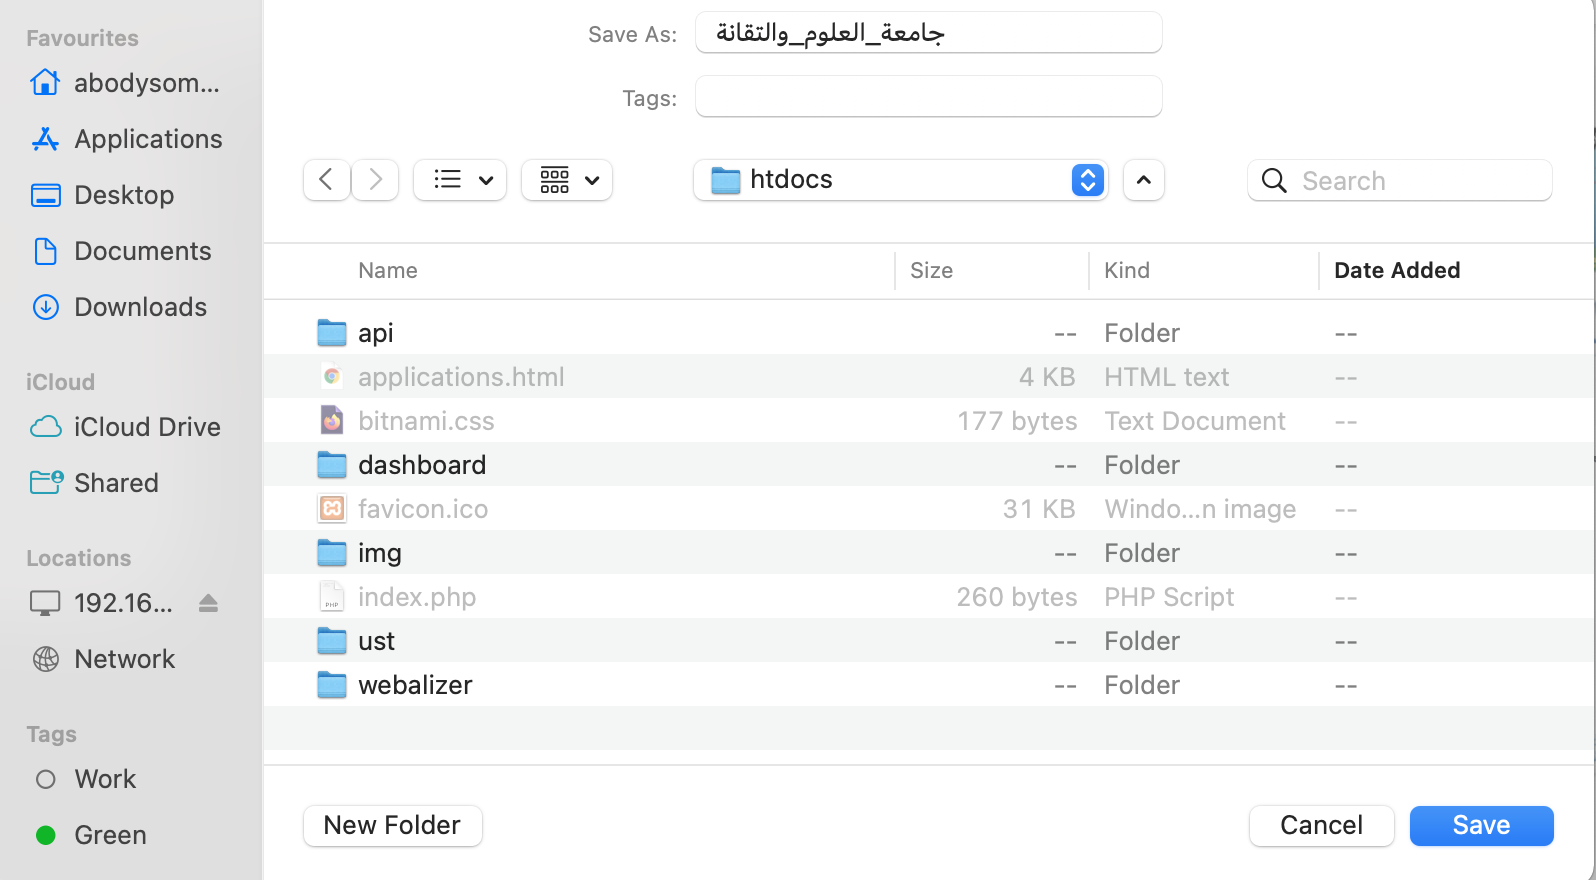 Favourites
abodysom...
Applications
Desktop
Documents
Downloads
iCloud
iCloud Drive
Shared
Locations
192.16...
Network
Tags
Work
Green
Save As: جامعة_العلوم_والتقانة
Tags:
htdocs
Search
Name Size Kind Date Added
api -- Folder --
applications.html 4 KB HTML text --
bitnami.css 177 bytes Text Document --
dashboard -- Folder --
favicon.ico 31 KB Windo...n image --
img -- Folder --
PHP index.php 260 bytes PHP Script --
ust -- Folder --
webalizer -- Folder --
New Folder Cancel Save